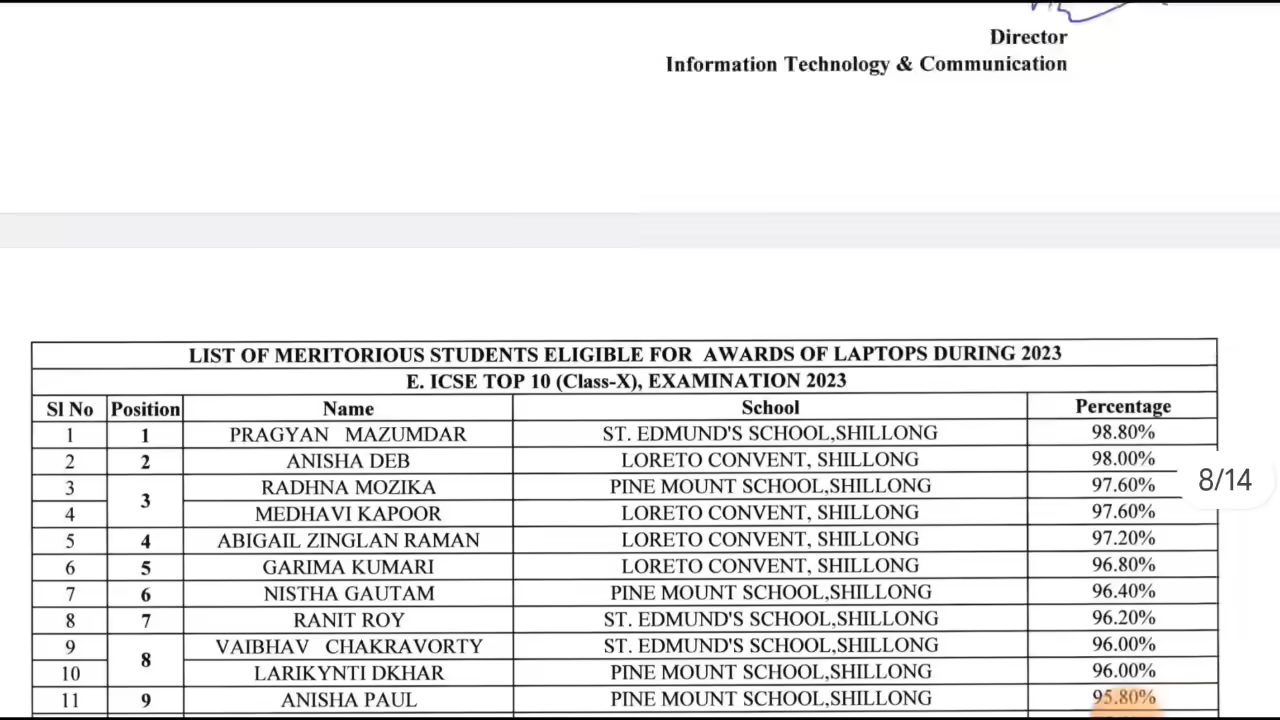 Director
Information Technology & Communication
LIST OF MERITORIOUS STUDENTS ELIGIBLE FOR AWARDS OF LAPTOPS DURING 2023
E. ICSE TOP 10 (Class-X), EXAMINATION 2023
Sl No Position Name School Percentage
1 1 PRAGYAN MAZUMDAR ST. EDMUND'S SCHOOL,SHILLONG 98.80%
2 2 ANISHA DEB LORETO CONVENT, SHILLONG 98.00%
3 3 RADHNA MOZIKA PINE MOUNT SCHOOL,SHILLONG 97.60%
4 MEDHAVI KAPOOR LORETO CONVENT, SHILLONG 97.60%
5 4 ABIGAIL ZINGLAN RAMAN LORETO CONVENT, SHILLONG 97.20%
6 5 GARIMA KUMARI LORETO CONVENT, SHILLONG 96.80%
7 6 NISTHA GAUTAM PINE MOUNT SCHOOL,SHILLONG 96.40%
8 7 RANIT ROY ST. EDMUND'S SCHOOL,SHILLONG 96.20%
9 8 VAIBHAV CHAKRAVORTY ST. EDMUND'S SCHOOL,SHILLONG 96.00%
10 LARIKYNTI DKHAR PINE MOUNT SCHOOL,SHILLONG 96.00%
11 9 ANISHA PAUL PINE MOUNT SCHOOL,SHILLONG 95.80%
8/14